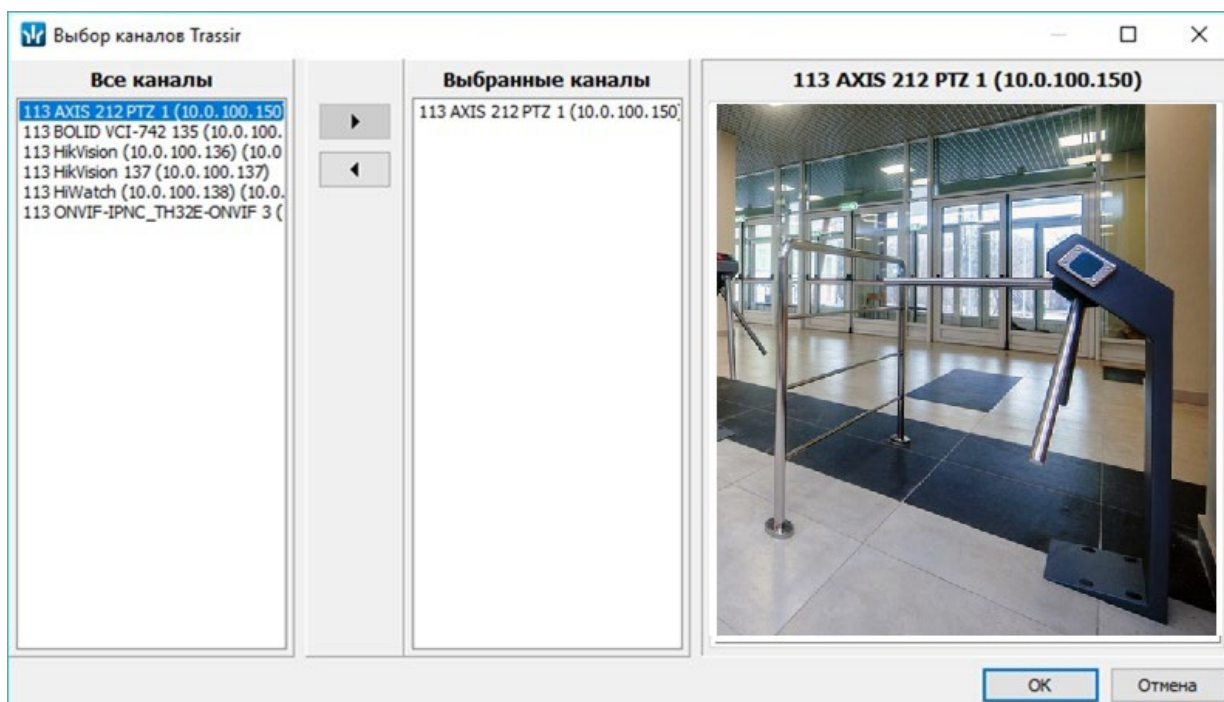 Выбор каналов Trassir
Все каналы
113 AXIS 212 PTZ 1 (10.0.100.150)
113 BOLID VCI-742 135 (10.0.100.
113 HikVision (10.0.100.136) (10.0
113 HikVision 137 (10.0.100.137)
113 HiWatch (10.0.100.138) (10.0.
113 ONVIF-IPNC_TH32E-ONVIF 3 (
Выбранные каналы
113 AXIS 212 PTZ 1 (10.0.100.150)
113 AXIS 212 PTZ 1 (10.0.100.150)
OK
Отмена